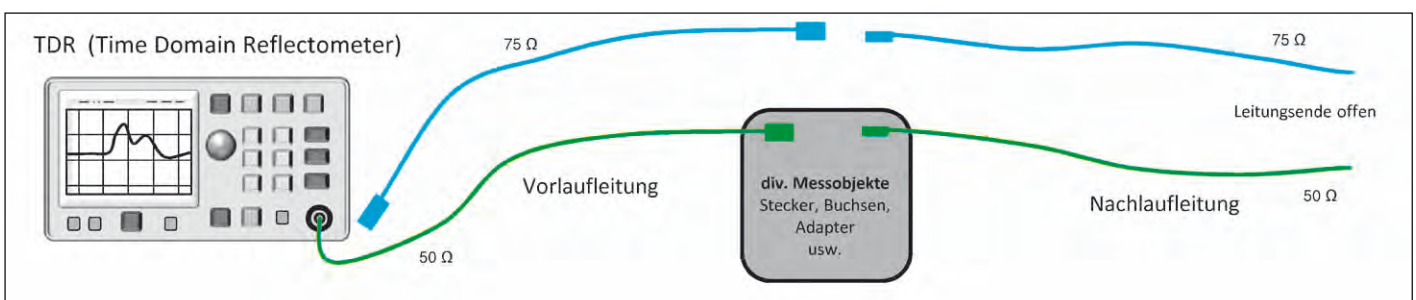 TDR (Time Domain Reflectometer)
75 Ω
75 Ω
Leitungsende offen
Vorlaufleitung
div. Messobjekte
Stecker, Buchsen,
Adapter
usw.
Nachlaufleitung
50 Ω
50 Ω